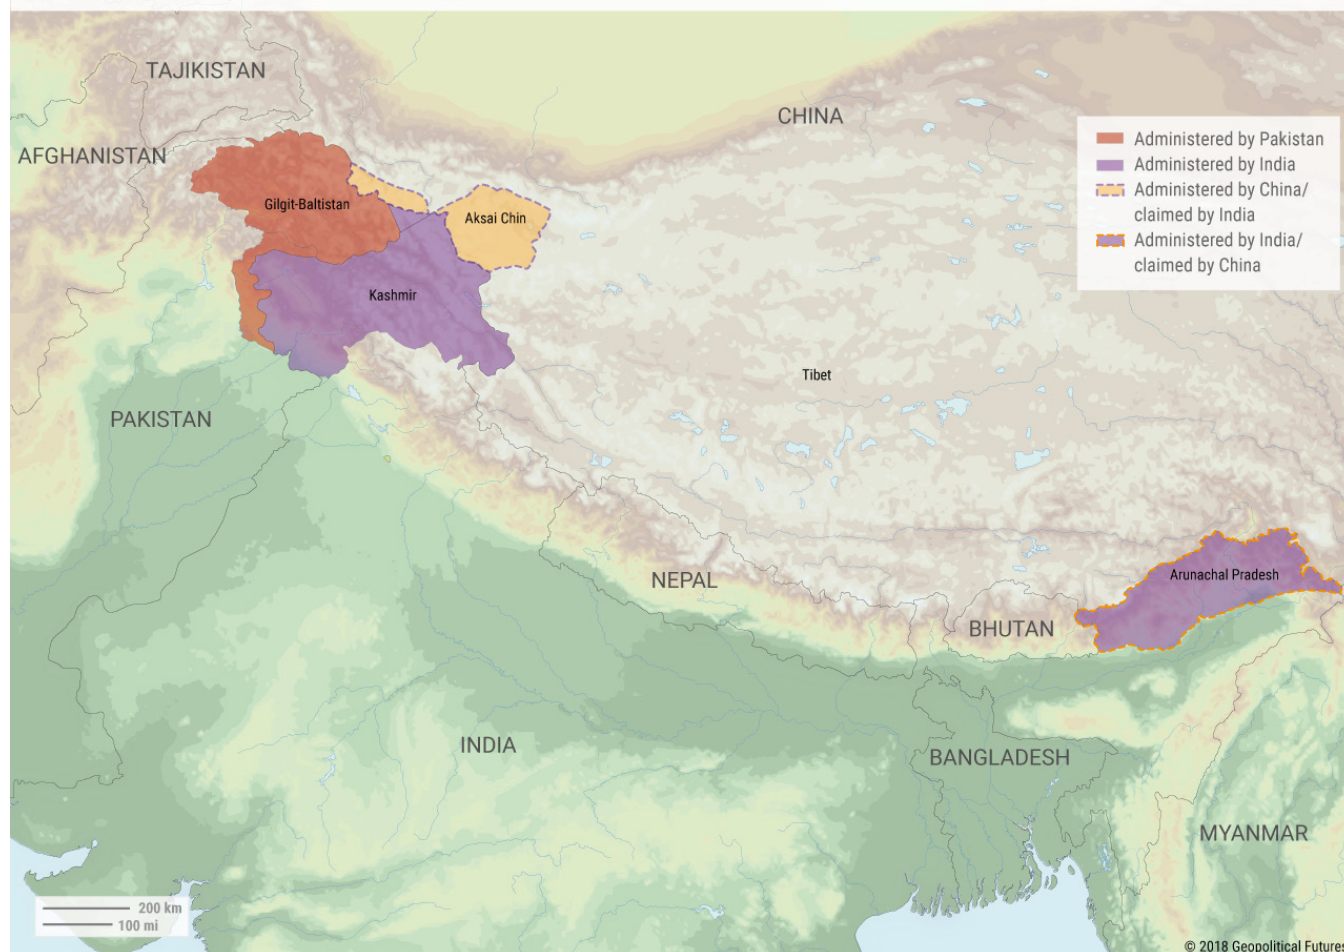 TAJIKISTAN
CHINA
AFGHANISTAN
Administered by Pakistan
Administered by India
Administered by China/
claimed by India
Administered by India/
claimed by China
Gilgit-Baltistan
Aksai Chin
Kashmir
Tibet
PAKISTAN
NEPAL
Arunachal Pradesh
BHUTAN
INDIA
BANGLADESH
MYANMAR
200 km
100 mi
© 2018 Geopolitical Futures